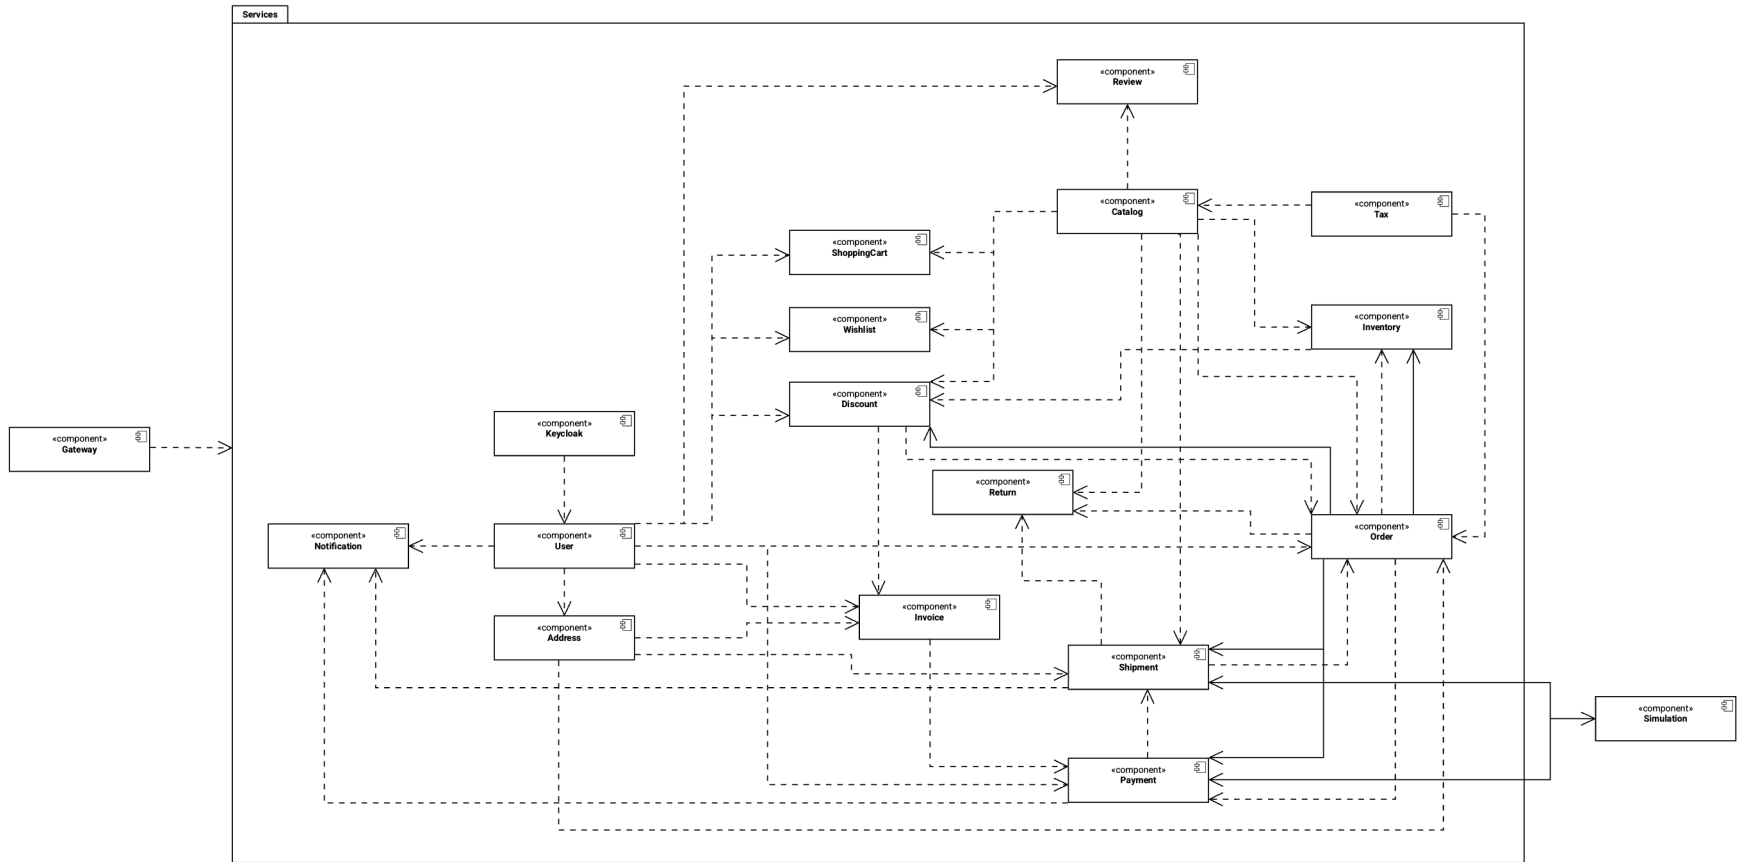 Services
«component»
Review
«component»
Catalog
«component»
Tax
«component»
ShoppingCart
«component»
Wishlist
«component»
Inventory
«component»
Discount
«component»
Keycloak
«component»
Gateway
«component»
Return
«component»
Notification
«component»
User
«component»
Order
«component»
Invoice
«component»
Address
«component»
Shipment
«component»
Simulation
«component»
Payment